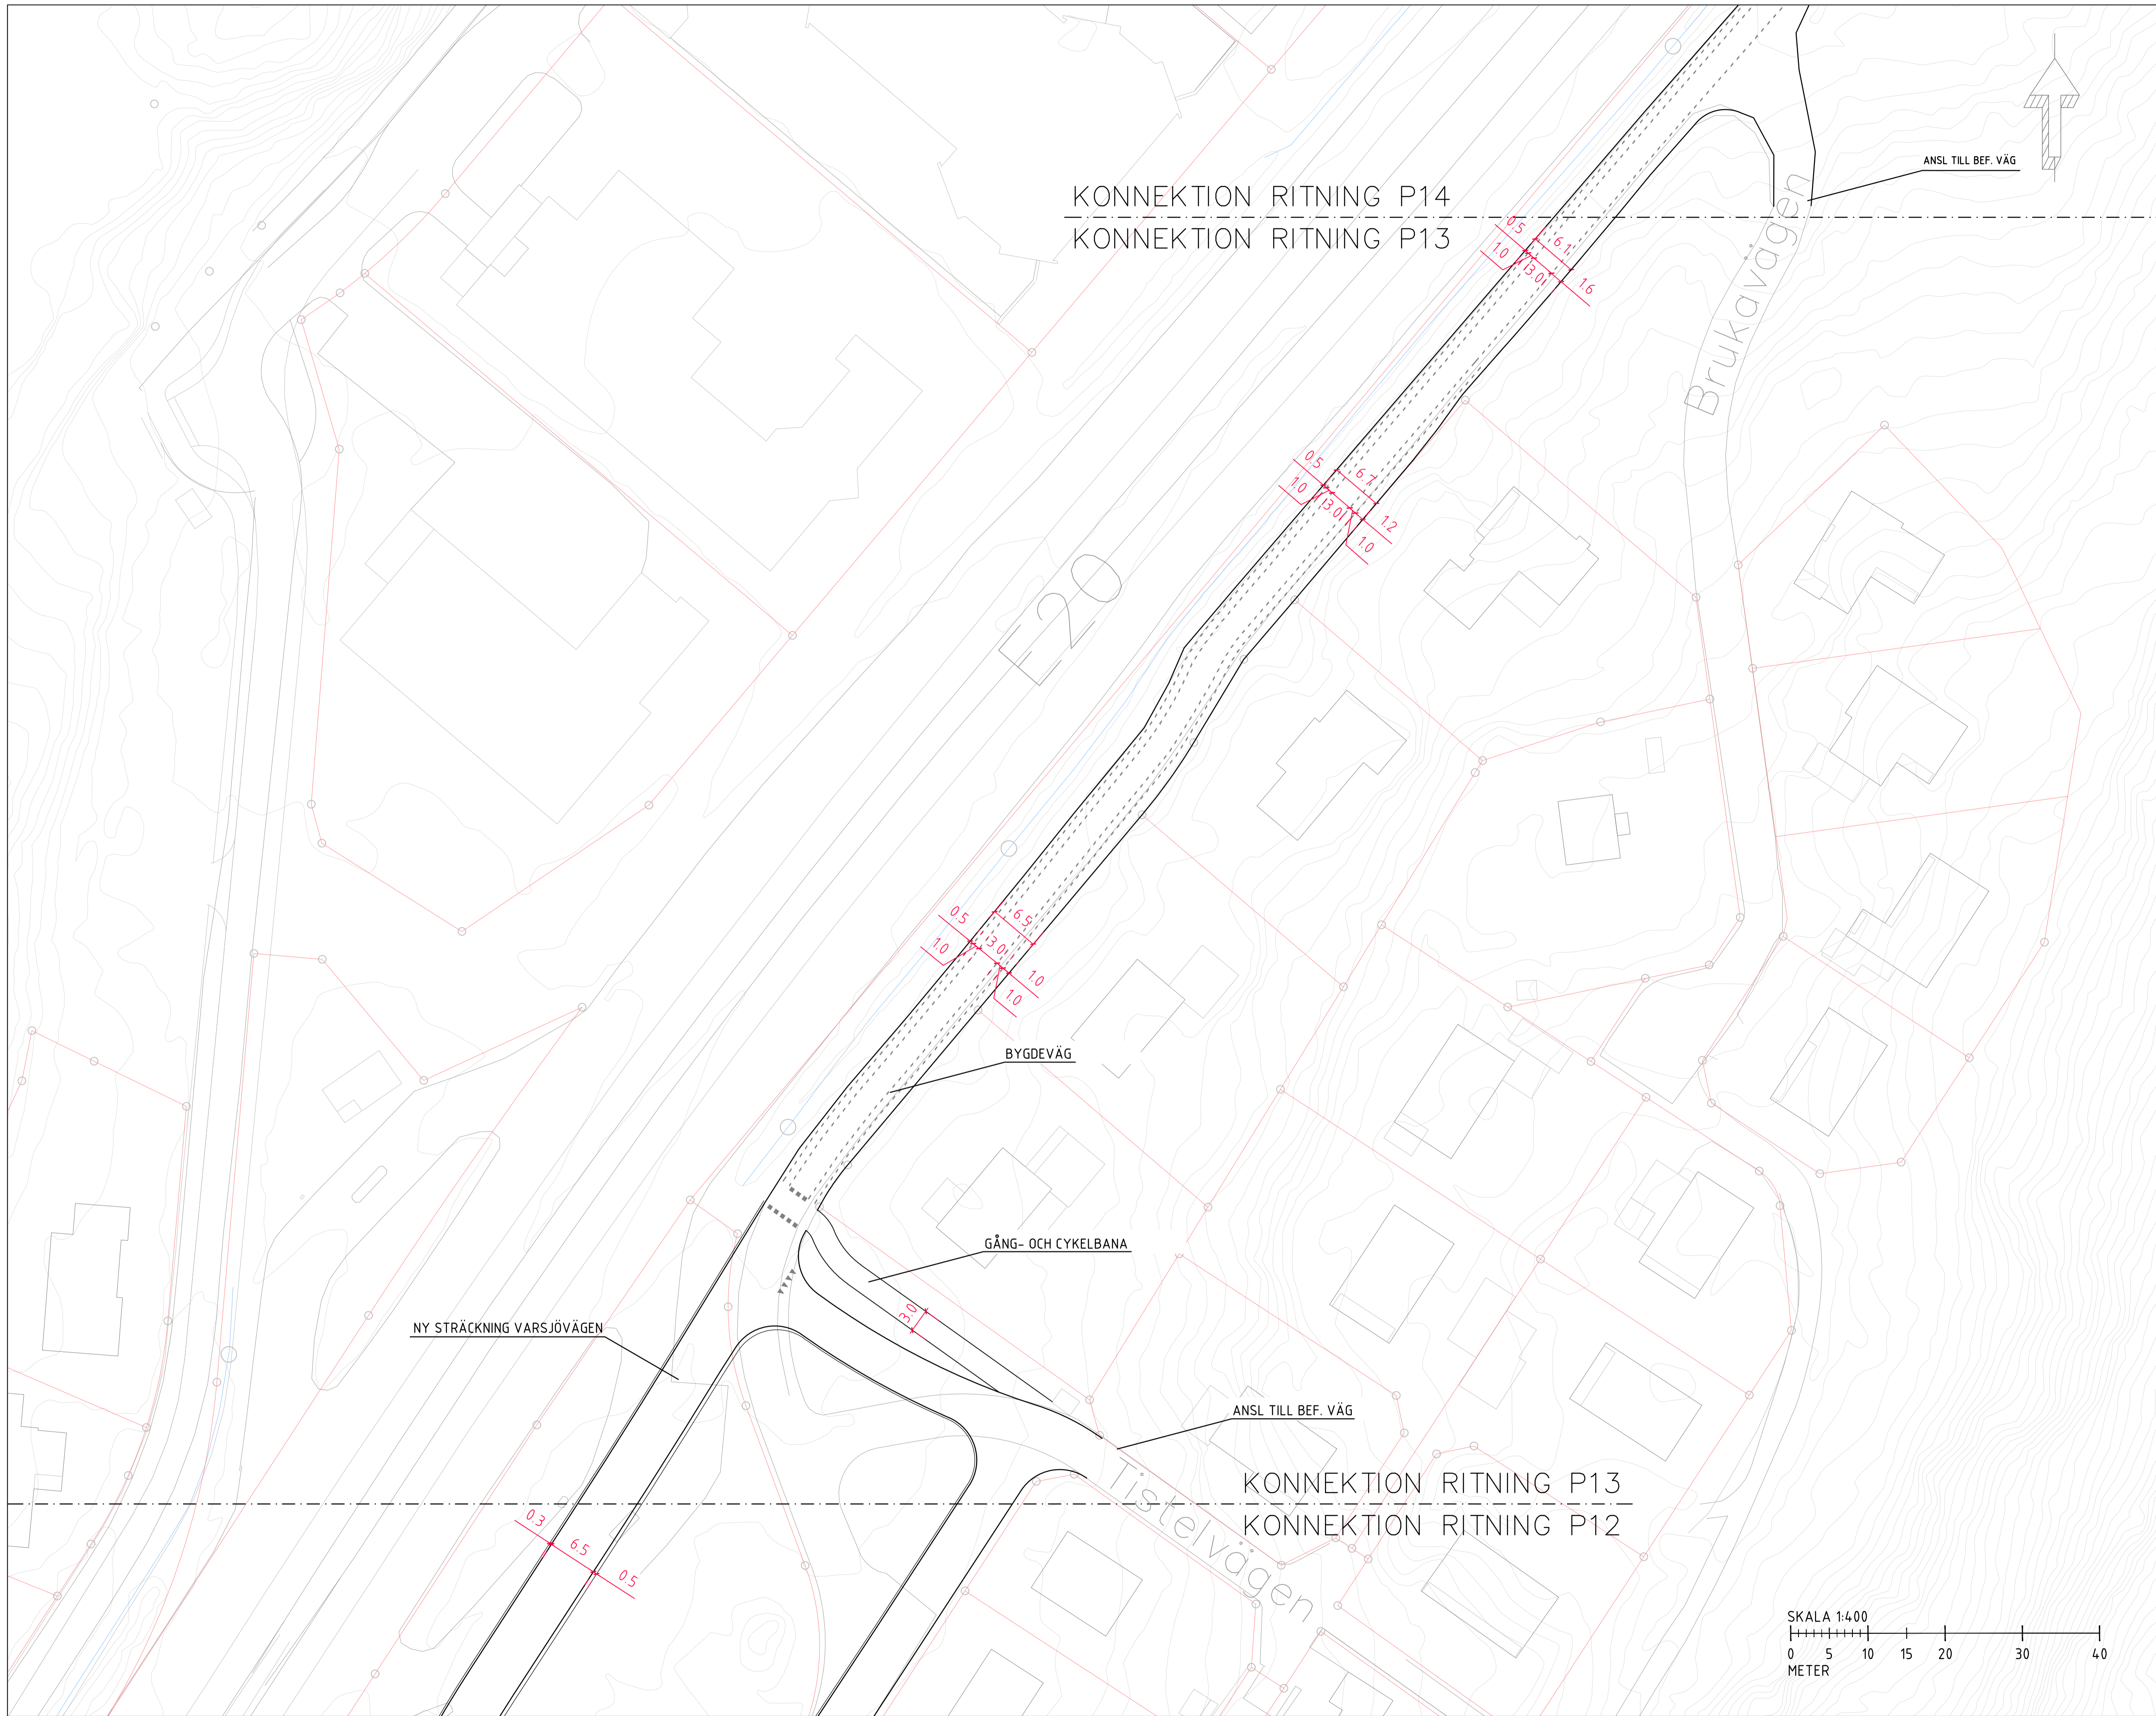 KONNEKTION RITNING P14
KONNEKTION RITNING P13
ANSL TILL BEF. VÄG
Brukavägen
0.5
6.1
1.0
3.0
1.6
0.5
6.7
1.0
3.0
1.2
1.0
E20
0.5
6.5
1.0
3.0
1.0
1.0
BYGDEVÄG
GÅNG- OCH CYKELBANA
3.0
NY STRÄCKNING VARSJÖVÄGEN
ANSL TILL BEF. VÄG
KONNEKTION RITNING P13
KONNEKTION RITNING P12
Tistelvägen
0.3
6.5
0.5
SKALA 1:400
0 5 10 15 20 30 40
METER